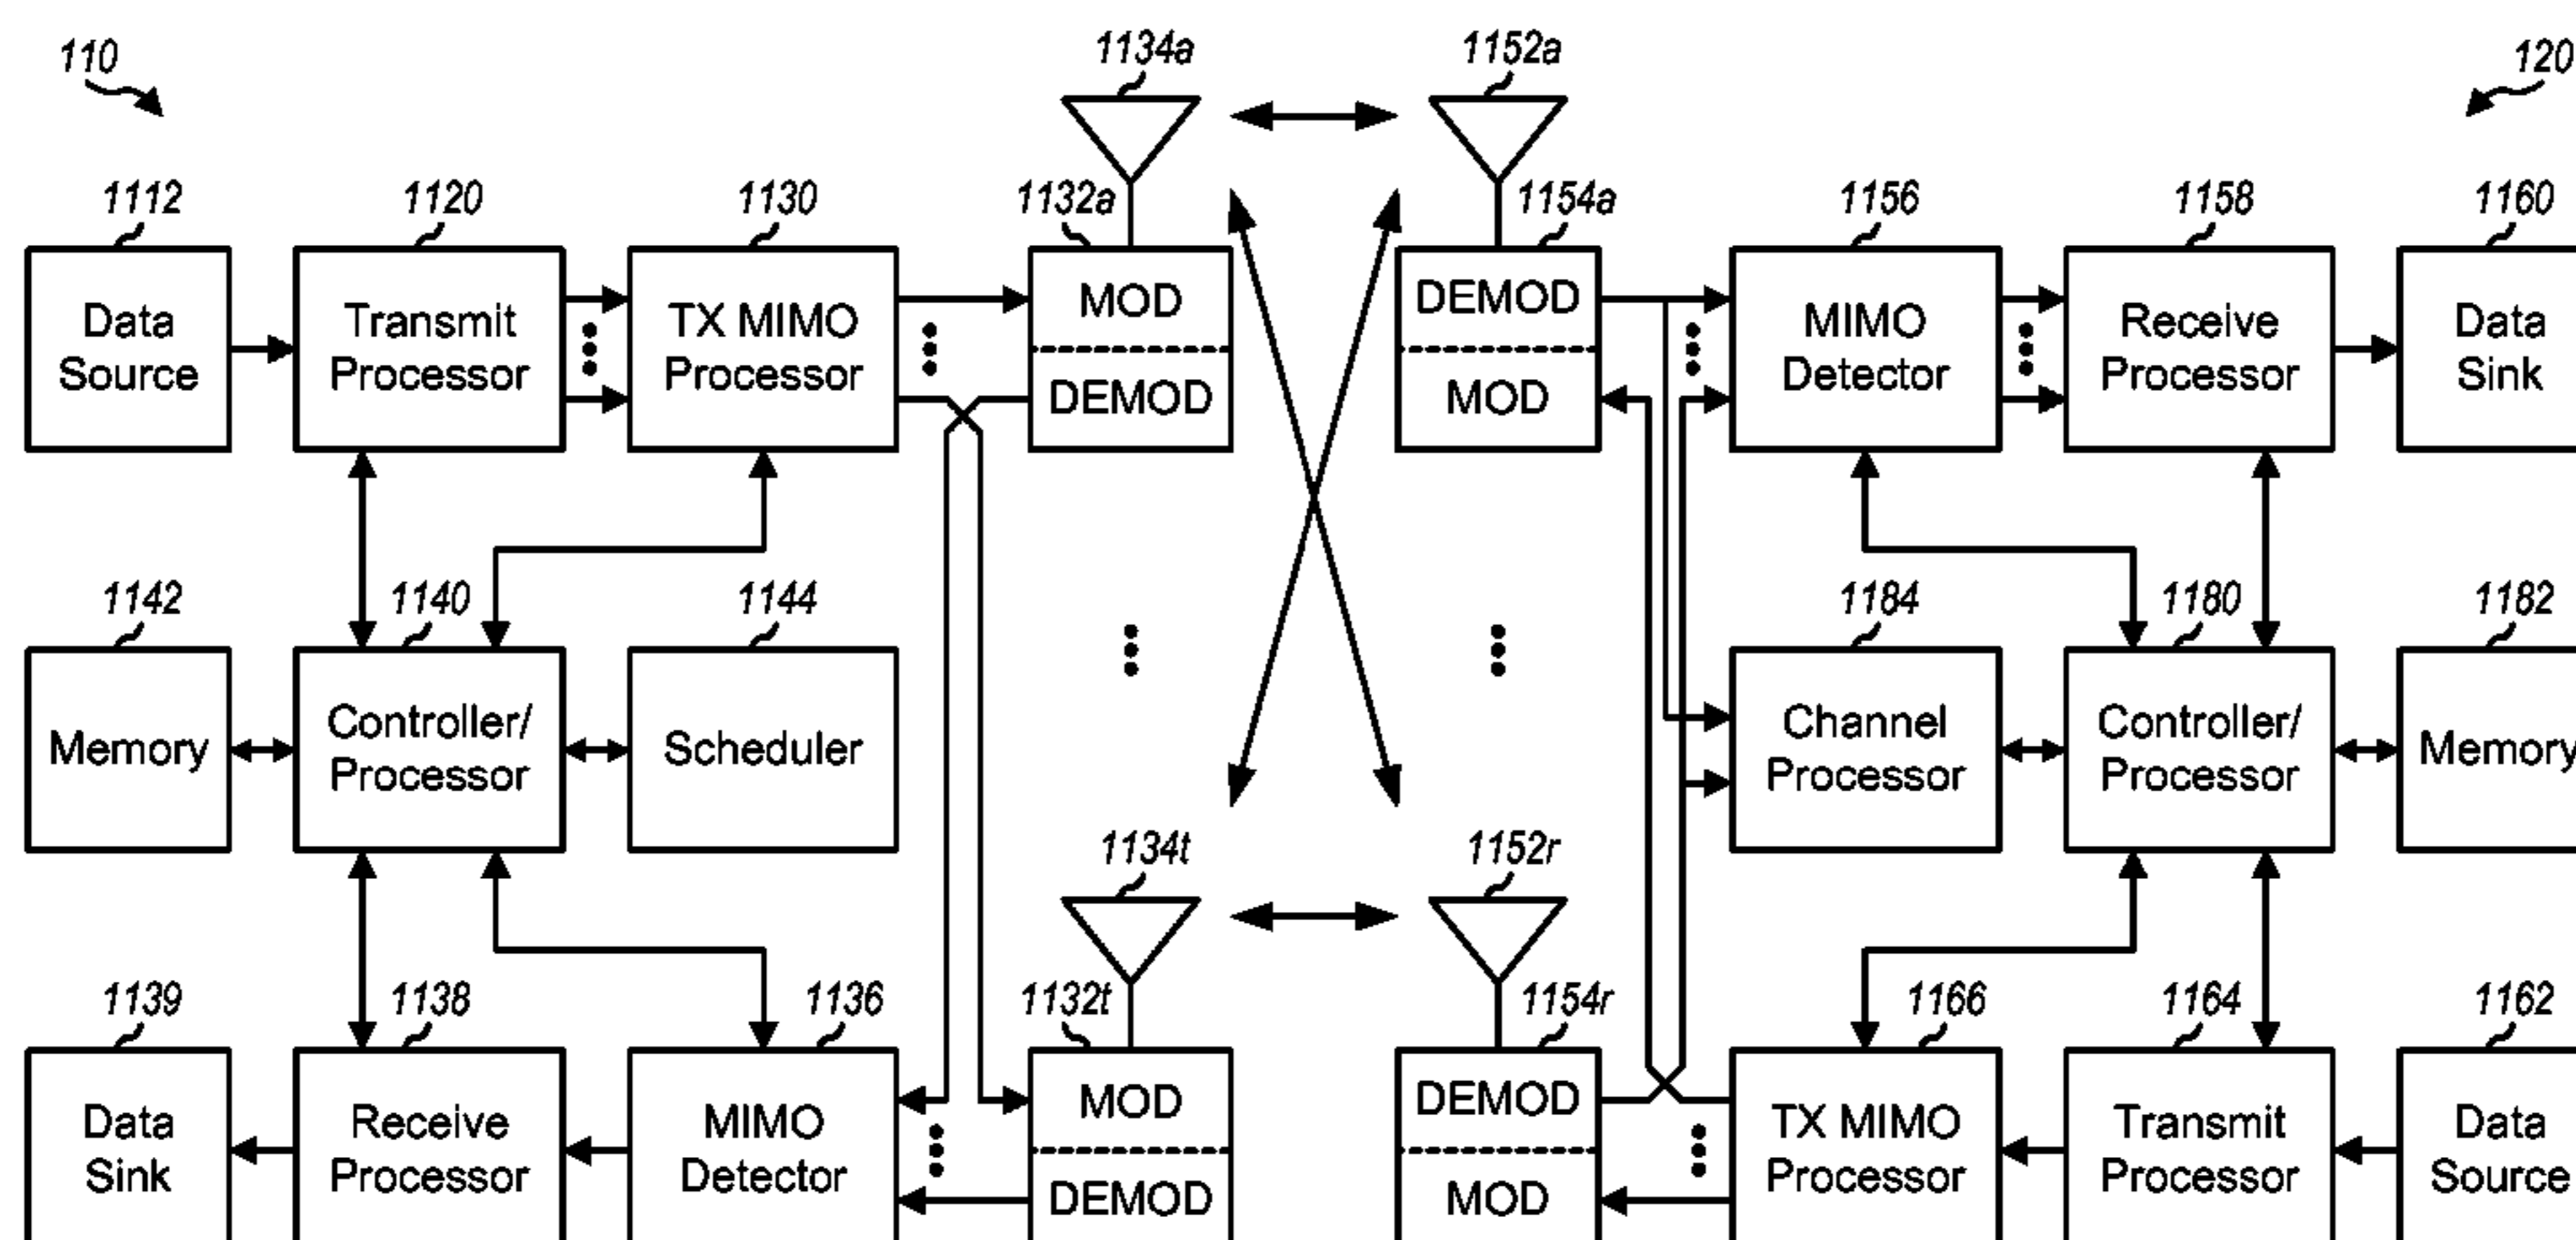 110
1134a
1152a
120
1112
1120
1130
1132a
1154a
1156
1158
1160
Data
Source
Transmit
Processor
TX MIMO
Processor
MOD
DEMOD
DEMOD
MOD
MIMO
Detector
Receive
Processor
Data
Sink
1142
1140
1144
1184
1180
1182
Memory
Controller/
Processor
Scheduler
Channel
Processor
Controller/
Processor
Memory
1134t
1152r
1139
1138
1136
1132t
1154r
1166
1164
1162
Data
Sink
Receive
Processor
MIMO
Detector
MOD
DEMOD
DEMOD
MOD
TX MIMO
Processor
Transmit
Processor
Data
Source